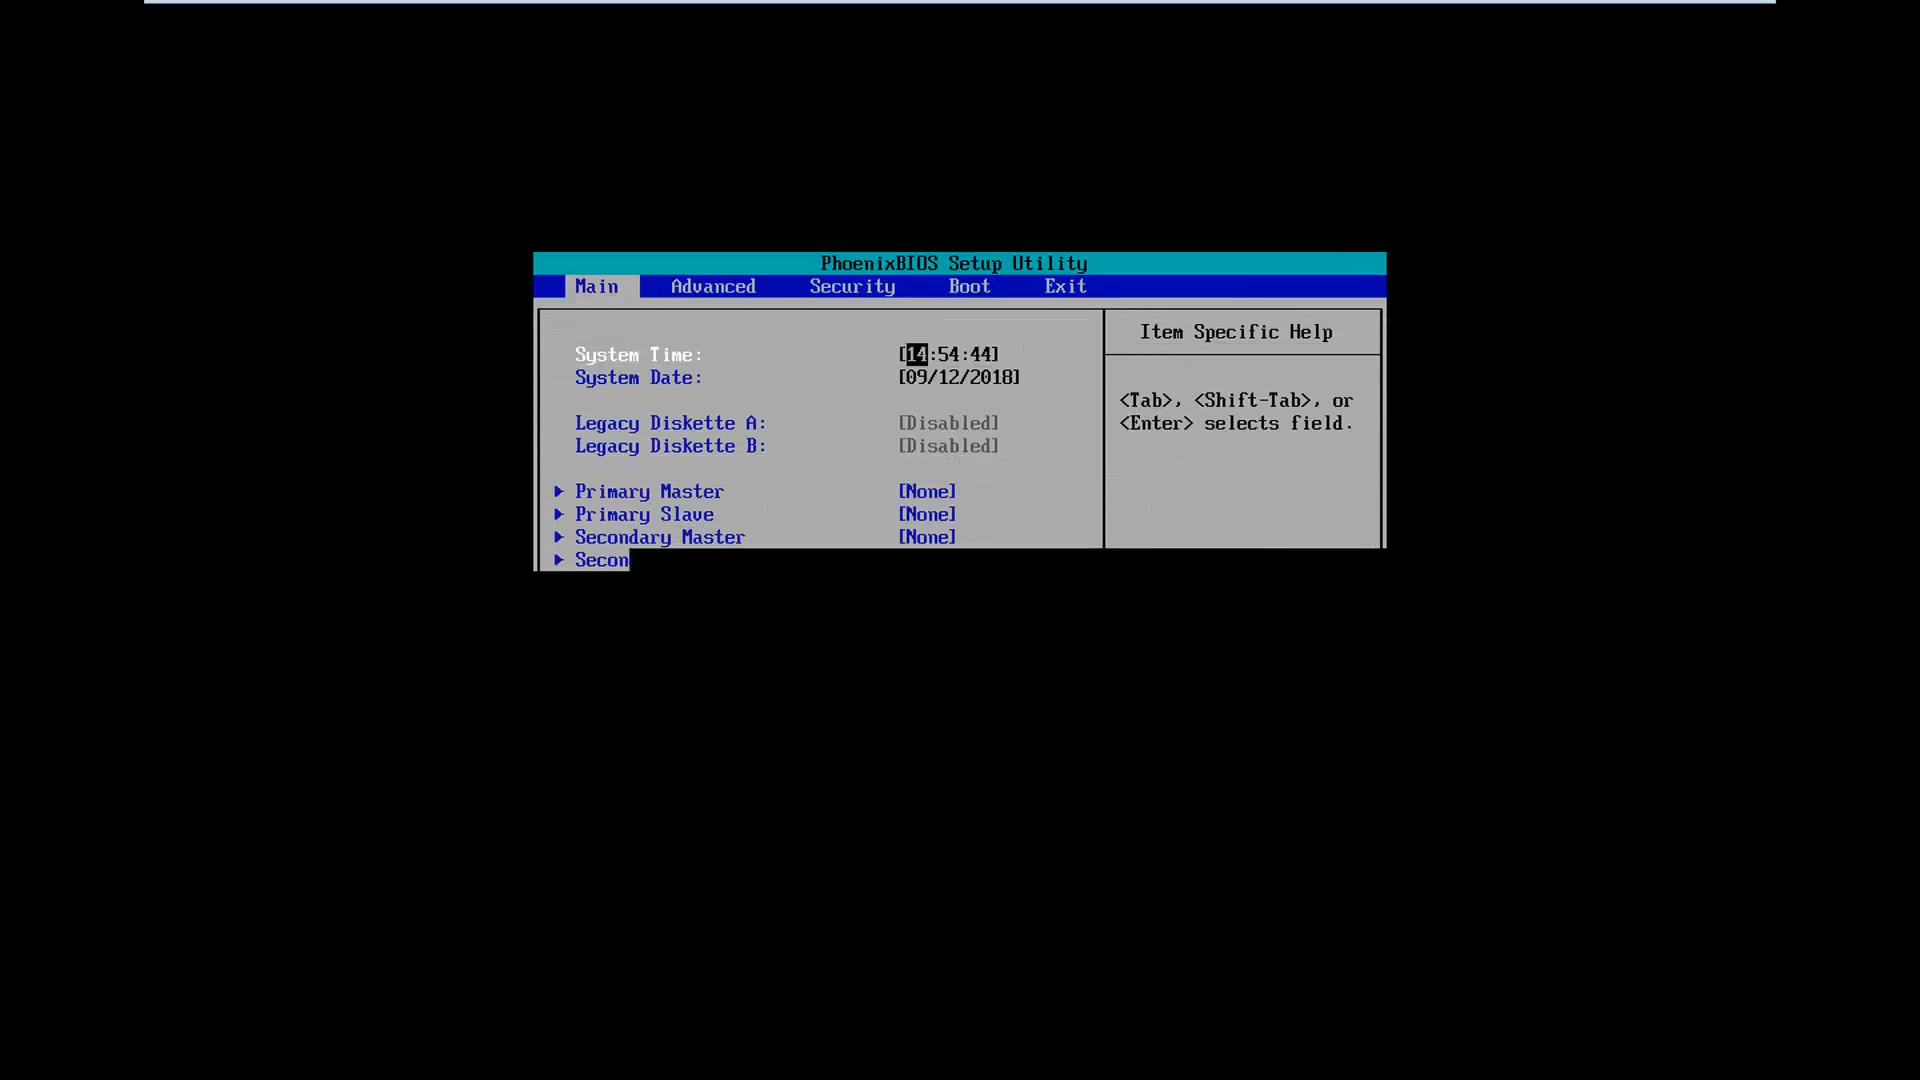 PhoenixBIOS Setup Utility
Main Advanced Security Boot Exit
Item Specific Help
System Time: [14:54:44]
System Date: [09/12/2018]
<Tab>, <Shift-Tab>, or
<Enter> selects field.
Legacy Diskette A: [Disabled]
Legacy Diskette B: [Disabled]
Primary Master [None]
Primary Slave [None]
Secondary Master [None]
Secon